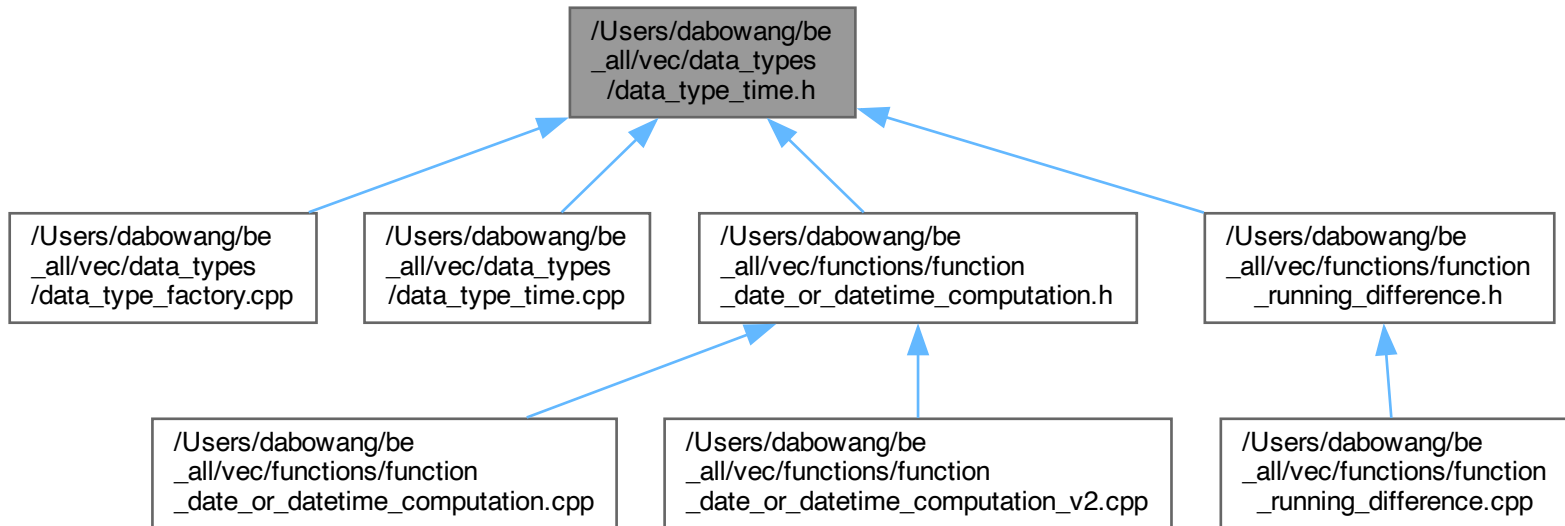 /Users/dabowang/be
_all/vec/data_types
/data_type_time.h
/Users/dabowang/be
_all/vec/data_types
/data_type_factory.cpp
/Users/dabowang/be
_all/vec/data_types
/data_type_time.cpp
/Users/dabowang/be
_all/vec/functions/function
_date_or_datetime_computation.h
/Users/dabowang/be
_all/vec/functions/function
_running_difference.h
/Users/dabowang/be
_all/vec/functions/function
_date_or_datetime_computation.cpp
/Users/dabowang/be
_all/vec/functions/function
_date_or_datetime_computation_v2.cpp
/Users/dabowang/be
_all/vec/functions/function
_running_difference.cpp